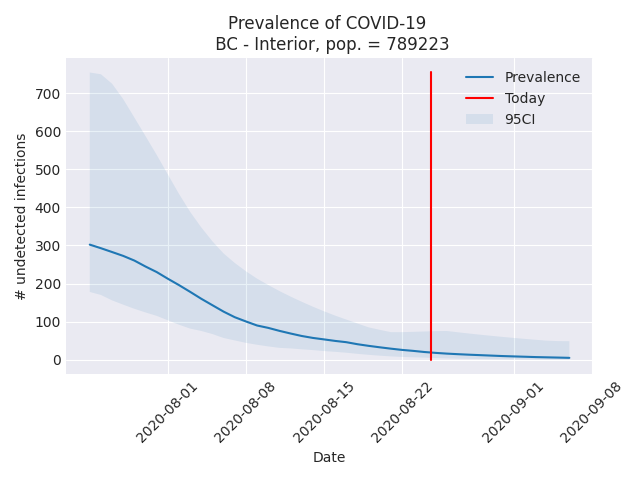 Prevalence of COVID-19
BC - Interior, pop. = 789223
Prevalence
Today
95CI
700
600
500
400
300
200
100
0
# undetected infections
2020-08-01
2020-08-08
2020-08-15
2020-08-22
2020-09-01
2020-09-08
Date